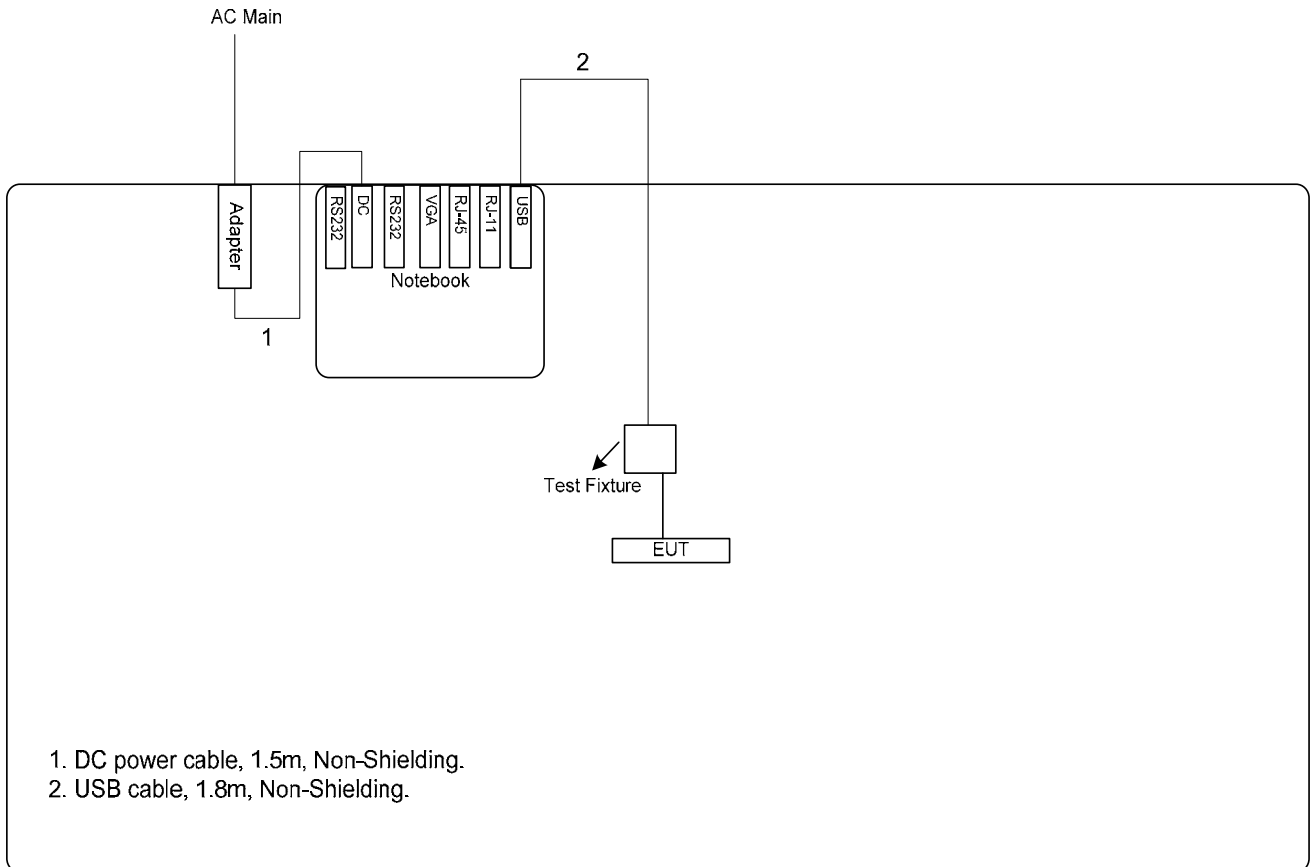 AC Main
2
Adapter
RS232
DC
RS232
VGA
RJ-45
RJ-11
USB
Notebook
1
Test Fixture
EUT
1. DC power cable, 1.5m, Non-Shielding.
2. USB cable, 1.8m, Non-Shielding.